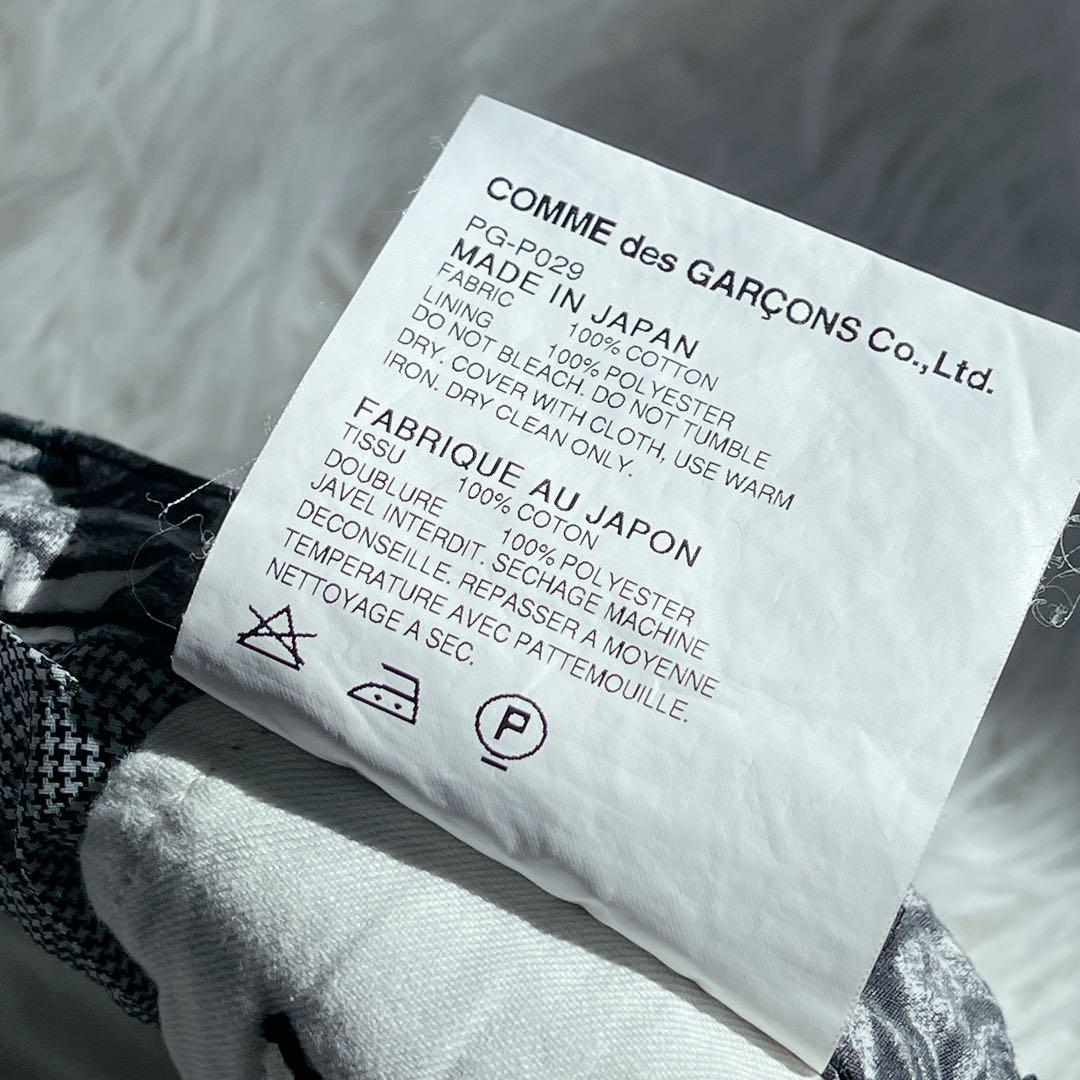 COMME des GARÇONS Co.,Ltd.
PG-P029
MADE IN JAPAN
FABRIC 100% COTTON
LINING 100% POLYESTER
DO NOT BLEACH. DO NOT TUMBLE
DRY. COVER WITH CLOTH, USE WARM
IRON. DRY CLEAN ONLY.
FABRIQUE AU JAPON
TISSU 100% COTON
DOUBLURE 100% POLYESTER
JAVEL INTERDIT. SECHAGE MACHINE
DECONSEILLE. REPASSER A MOYENNE
TEMPERATURE AVEC PATTEMOUILLE.
NETTOYAGE A SEC.
P